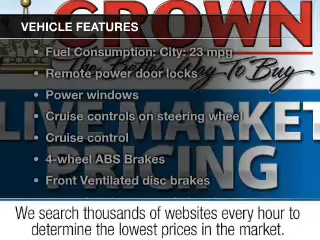 CROWN
VEHICLE FEATURES
• Fuel Consumption: City: 23 mpg
The Better Way To Buy
• Remote power door locks
• Power windows
LIVE MARKET
• Cruise controls on steering wheel
• Cruise control
PRICING
• 4-wheel ABS Brakes
• Front Ventilated disc brakes
We search thousands of websites every hour to
determine the lowest prices in the market.